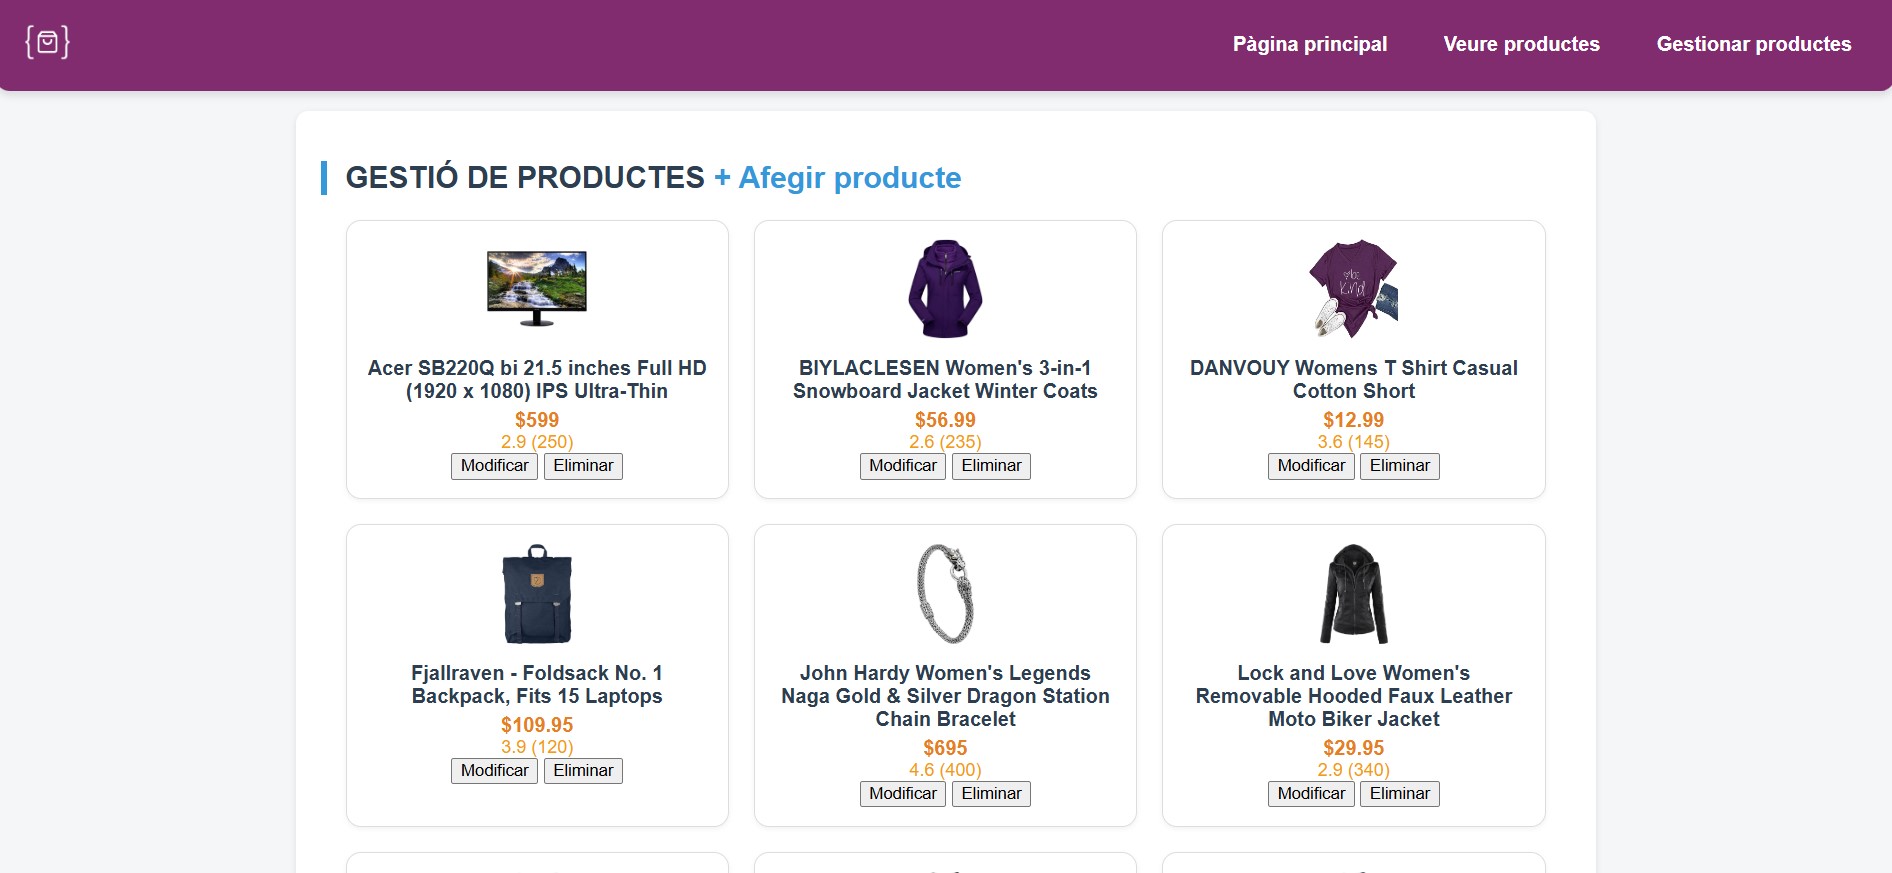 Pàgina principal
Veure productes
Gestionar productes
GESTIÓ DE PRODUCTES + Afegir producte
Acer SB220Q bi 21.5 inches Full HD
(1920 x 1080) IPS Ultra-Thin
$599
2.9 (250)
Modificar Eliminar
BIYLACLESEN Women's 3-in-1
Snowboard Jacket Winter Coats
$56.99
2.6 (235)
Modificar Eliminar
be
kind
DANVOUY Womens T Shirt Casual
Cotton Short
$12.99
3.6 (145)
Modificar Eliminar
Fjallraven - Foldsack No. 1
Backpack, Fits 15 Laptops
$109.95
3.9 (120)
Modificar Eliminar
John Hardy Women's Legends
Naga Gold & Silver Dragon Station
Chain Bracelet
$695
4.6 (400)
Modificar Eliminar
Lock and Love Women's
Removable Hooded Faux Leather
Moto Biker Jacket
$29.95
2.9 (340)
Modificar Eliminar